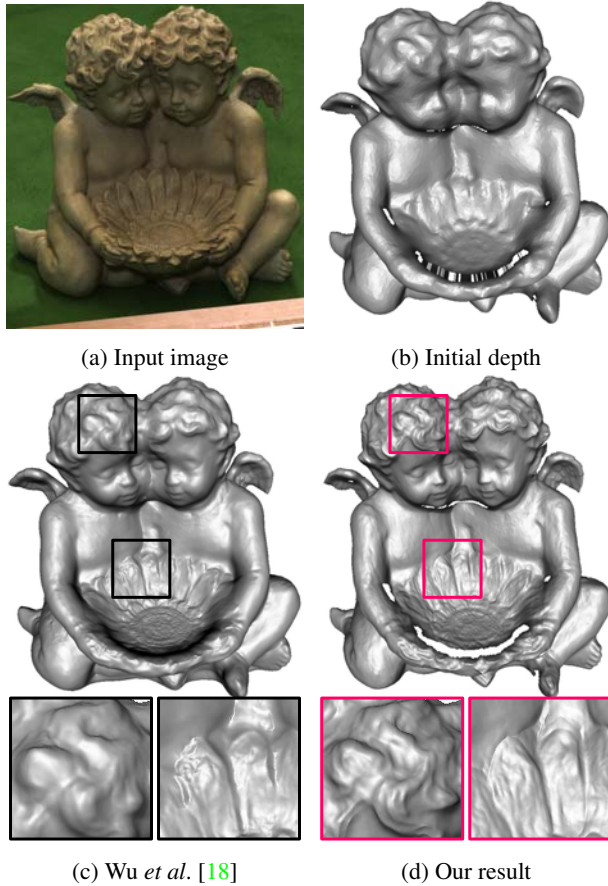 (a) Input image
(b) Initial depth
(c) Wu et al. [18]
(d) Our result